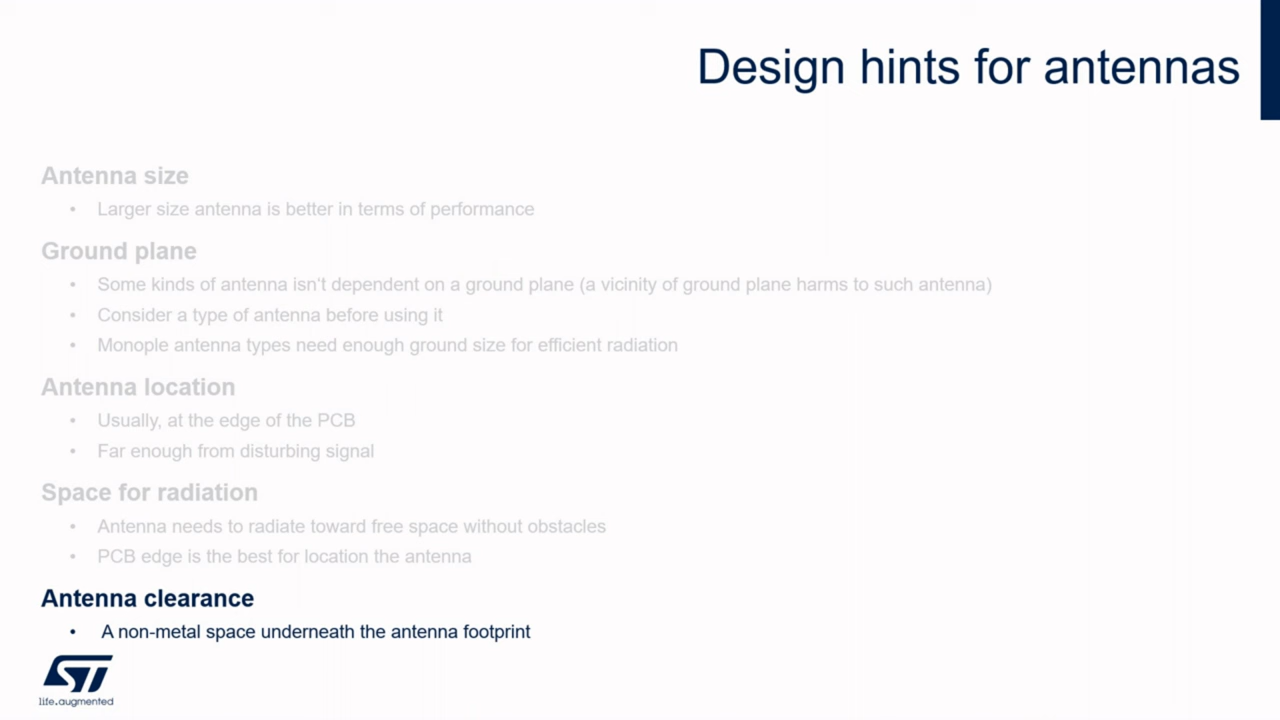 Design hints for antennas
Antenna size
• Larger size antenna is better in terms of performance
Ground plane
• Some kinds of antenna isn't dependent on a ground plane (a vicinity of ground plane harms to such antenna)
• Consider a type of antenna before using it
• Monople antenna types need enough ground size for efficient radiation
Antenna location
• Usually, at the edge of the PCB
• Far enough from disturbing signal
Space for radiation
• Antenna needs to radiate toward free space without obstacles
• PCB edge is the best for location the antenna
Antenna clearance
• A non-metal space underneath the antenna footprint
ST
life.augmented